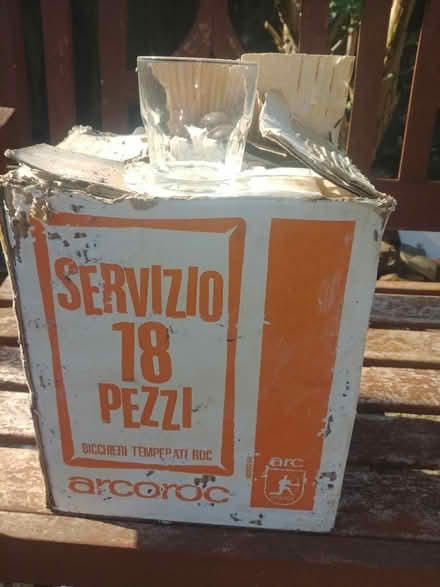 SERVIZIO
18
PEZZI
BICCHIERI TEMPERATI ROC
arcoroc
arc